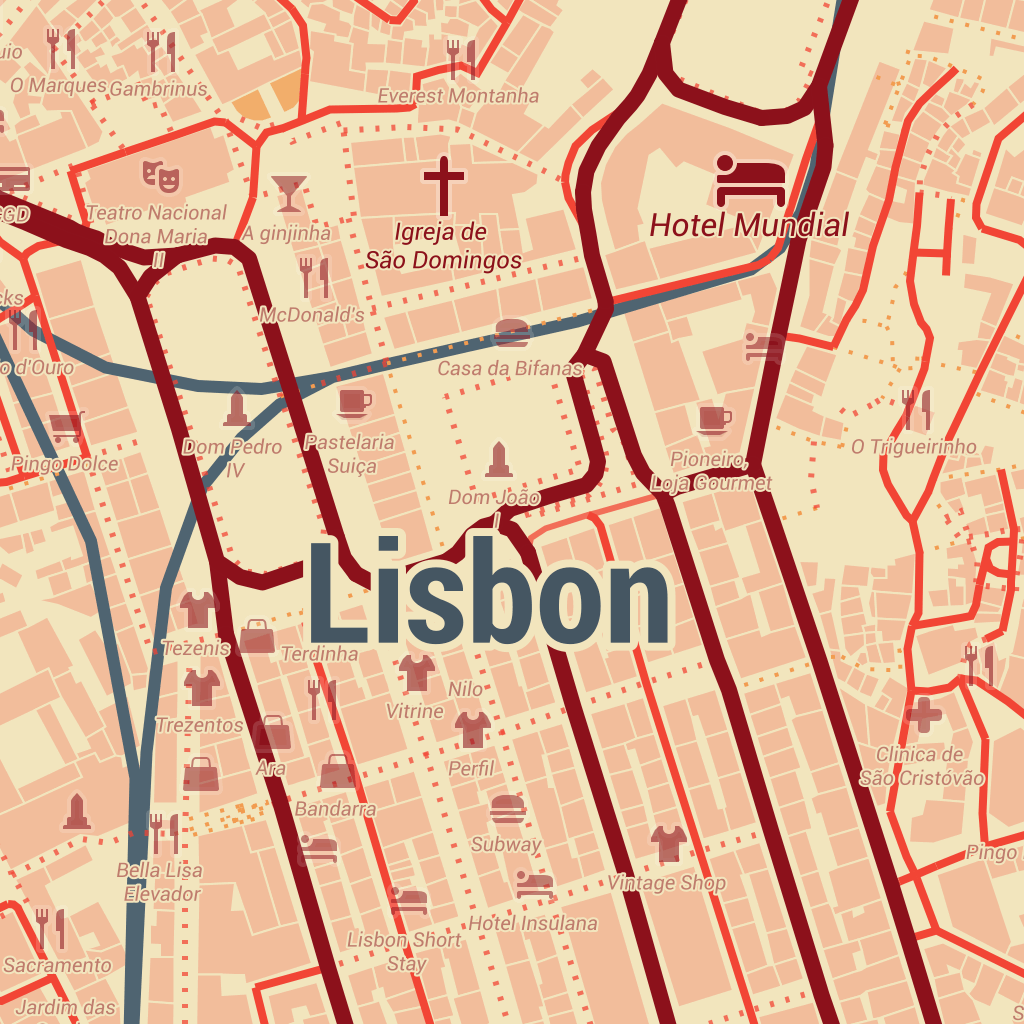 O Marques
Gambrinus
Everest Montanha
Teatro Nacional
Dona Maria
II
A ginjinha
Igreja de
São Domingos
Hotel Mundial
McDonald's
Casa da Bifanas
o d'Ouro
Pingo Dolce
Dom Pedro
IV
Pastelaria
Suiça
Dom João
I
Pioneiro,
Loja Gourmet
O Trigueirinho
Lisbon
Tezenis
Terdinha
Trezentos
Nilo
Vitrine
Ara
Perfil
Bandarra
Clinica de
São Cristóvão
Subway
Pingo
Bella Lisa
Elevador
Vintage Shop
Hotel Insulana
Lisbon Short
Stay
Sacramento
Jardim das